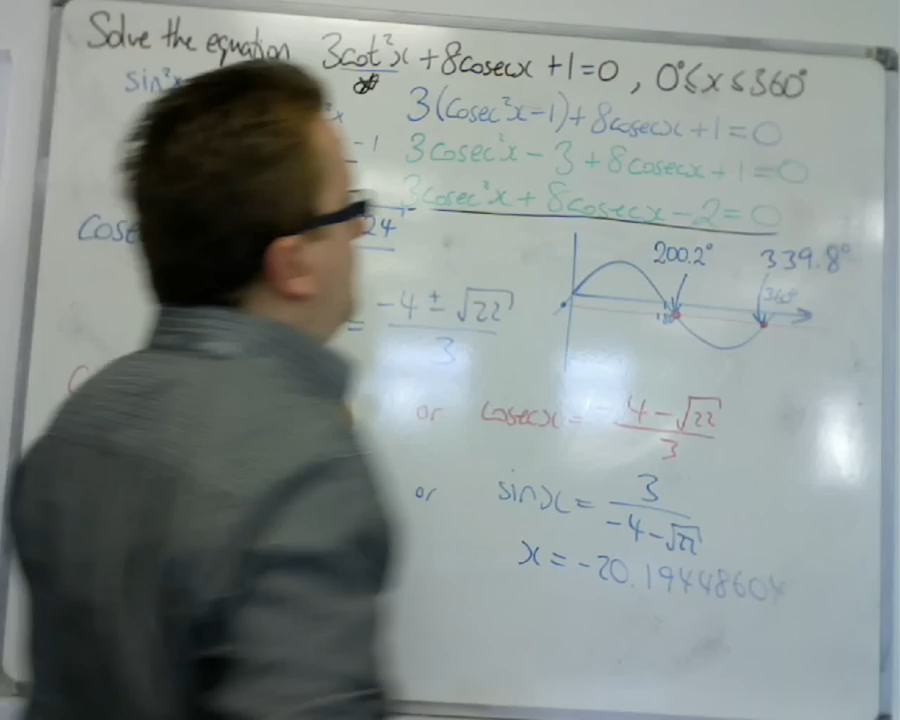 Solve the equation 3cot²x + 8cosecx + 1 = 0 , 0° ≤ x ≤ 360°
sin²x
3(cosec²x - 1) + 8cosecx + 1 = 0
-1 3cosec²x - 3 + 8cosecx + 1 = 0
3cosec²x + 8cosecx - 2 = 0
Cose
24
200.2° 339.8°
360°
= -4 ± √22 / 3
or cosecx = -4 - √22 / 3
or sinx = 3 / -4 - √22
x = -20.19448604